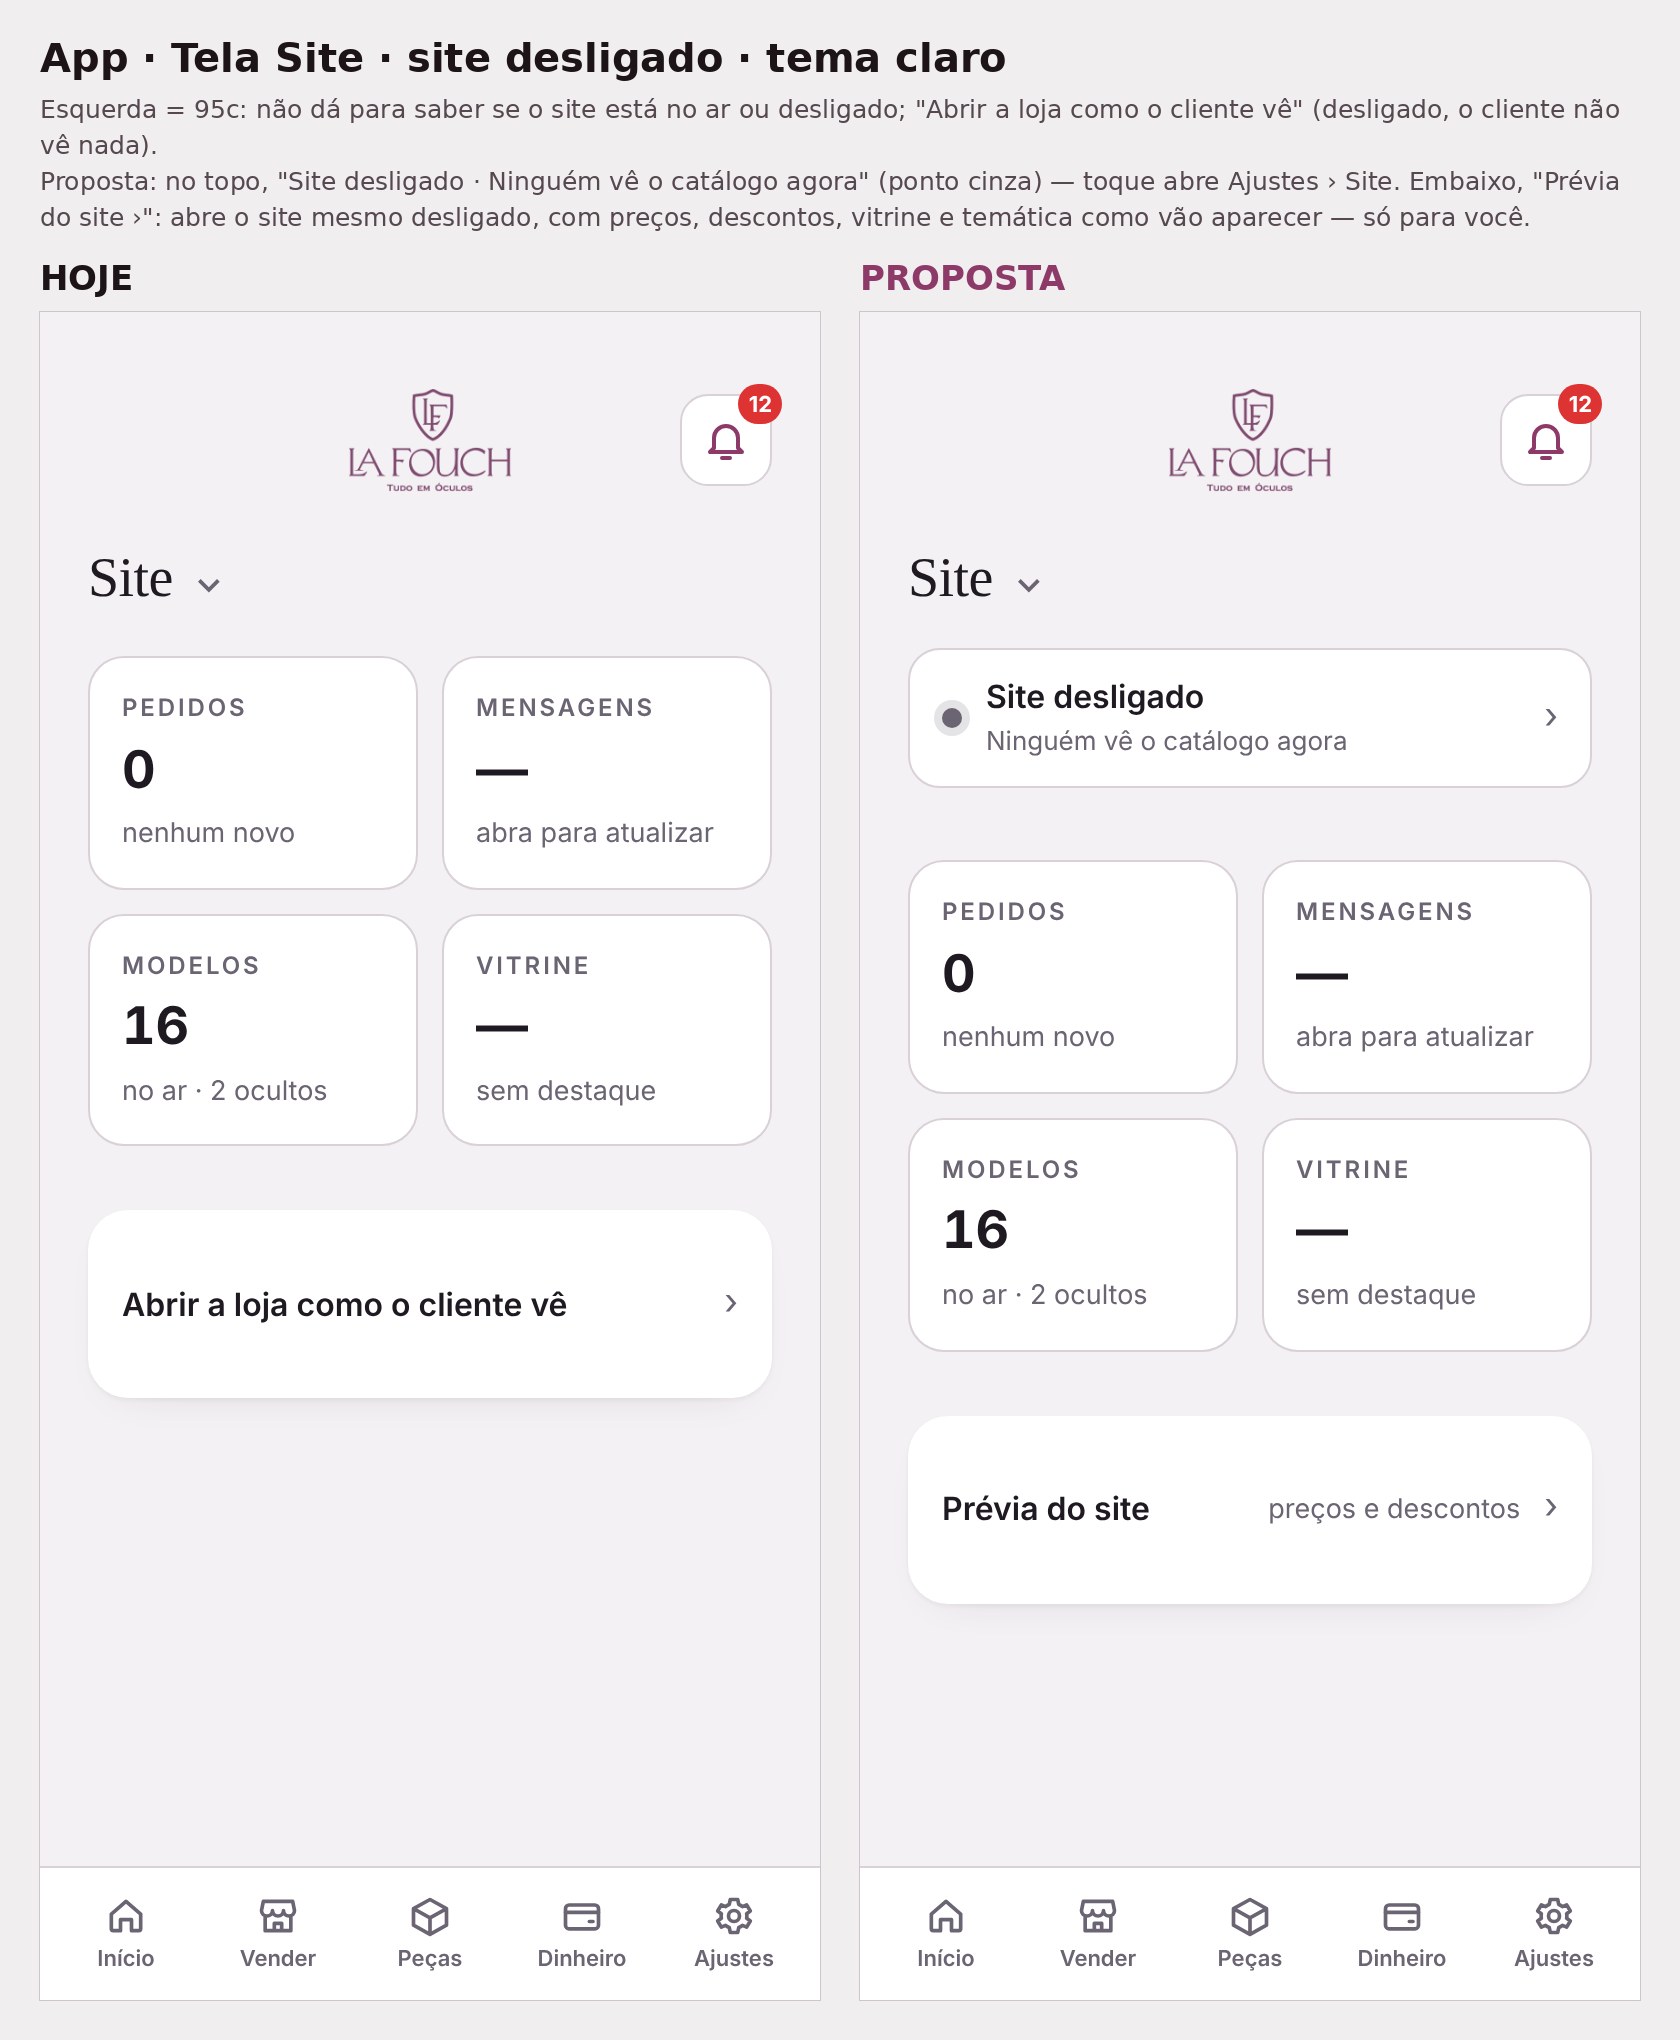 App · Tela Site · site desligado · tema claro
Esquerda = 95c: não dá para saber se o site está no ar ou desligado; "Abrir a loja como o cliente vê" (desligado, o cliente não
vê nada).
Proposta: no topo, "Site desligado · Ninguém vê o catálogo agora" (ponto cinza) — toque abre Ajustes › Site. Embaixo, "Prévia
do site ›": abre o site mesmo desligado, com preços, descontos, vitrine e temática como vão aparecer — só para você.
HOJE
LF
LA FOUCH
TUDO EM ÓCULOS
12
Site
PEDIDOS
0
nenhum novo
MENSAGENS
—
abra para atualizar
MODELOS
16
no ar · 2 ocultos
VITRINE
—
sem destaque
Abrir a loja como o cliente vê ›
Início
Vender
Peças
Dinheiro
Ajustes
PROPOSTA
LF
LA FOUCH
TUDO EM ÓCULOS
12
Site
Site desligado
Ninguém vê o catálogo agora ›
PEDIDOS
0
nenhum novo
MENSAGENS
—
abra para atualizar
MODELOS
16
no ar · 2 ocultos
VITRINE
—
sem destaque
Prévia do site preços e descontos ›
Início
Vender
Peças
Dinheiro
Ajustes